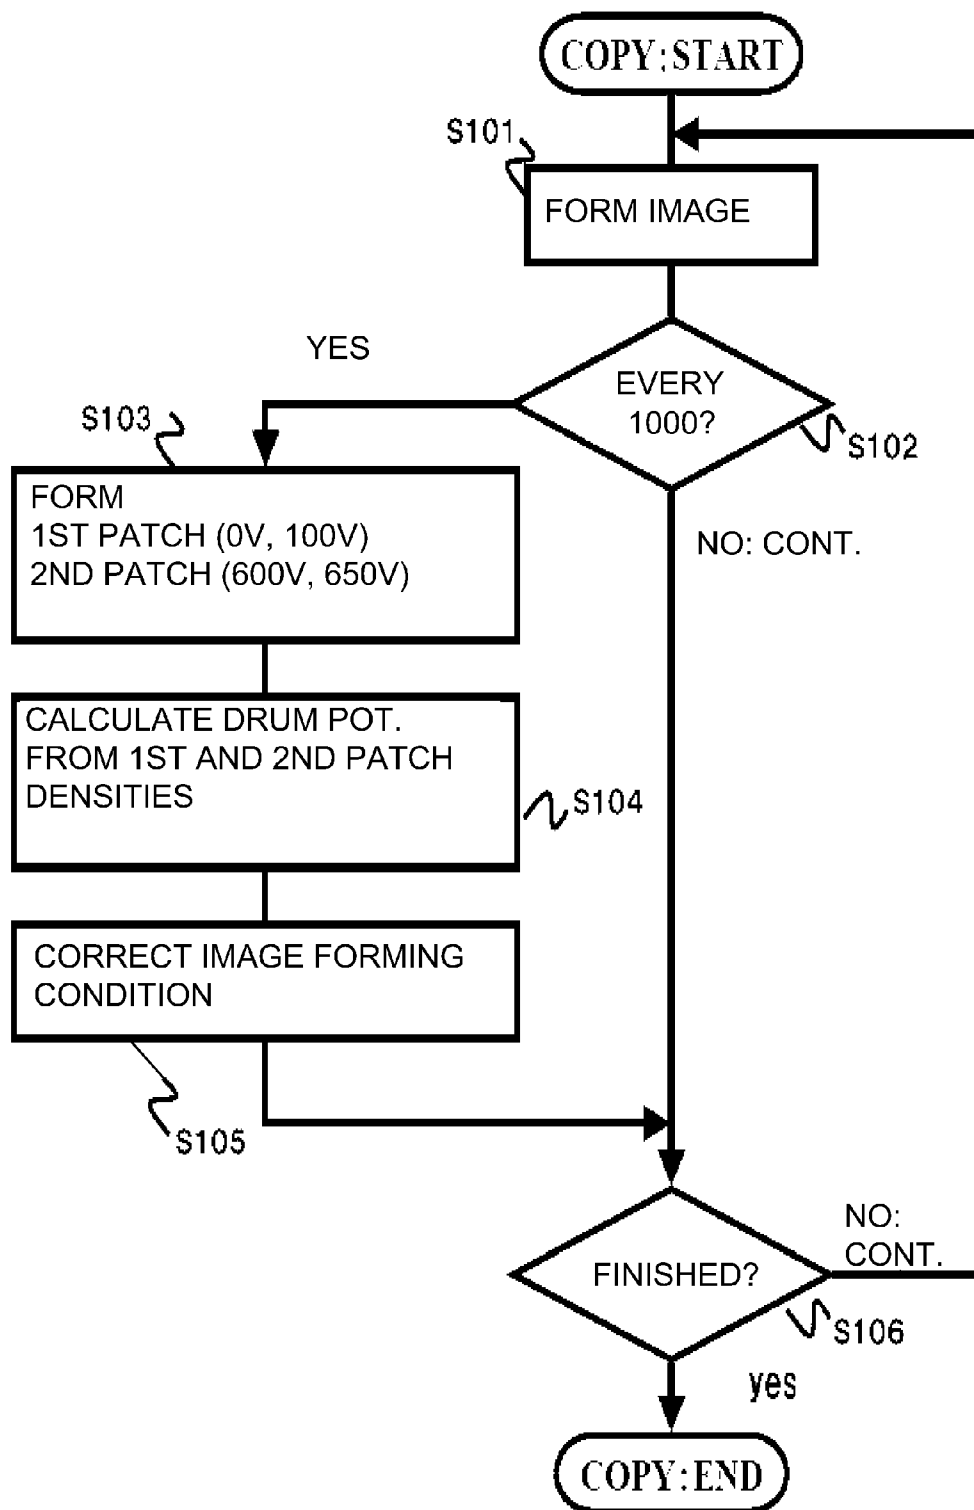 COPY:START
S101
FORM IMAGE
YES
EVERY
1000?
S102
S103
FORM
1ST PATCH (0V, 100V)
2ND PATCH (600V, 650V)
NO: CONT.
CALCULATE DRUM POT.
FROM 1ST AND 2ND PATCH
DENSITIES
S104
CORRECT IMAGE FORMING
CONDITION
S105
NO:
CONT.
FINISHED?
S106
yes
COPY:END